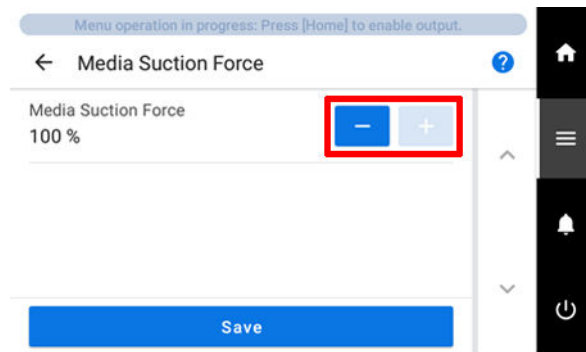 Menu operation in progress: Press [Home] to enable output.
Media Suction Force
Media Suction Force
100 %
Save